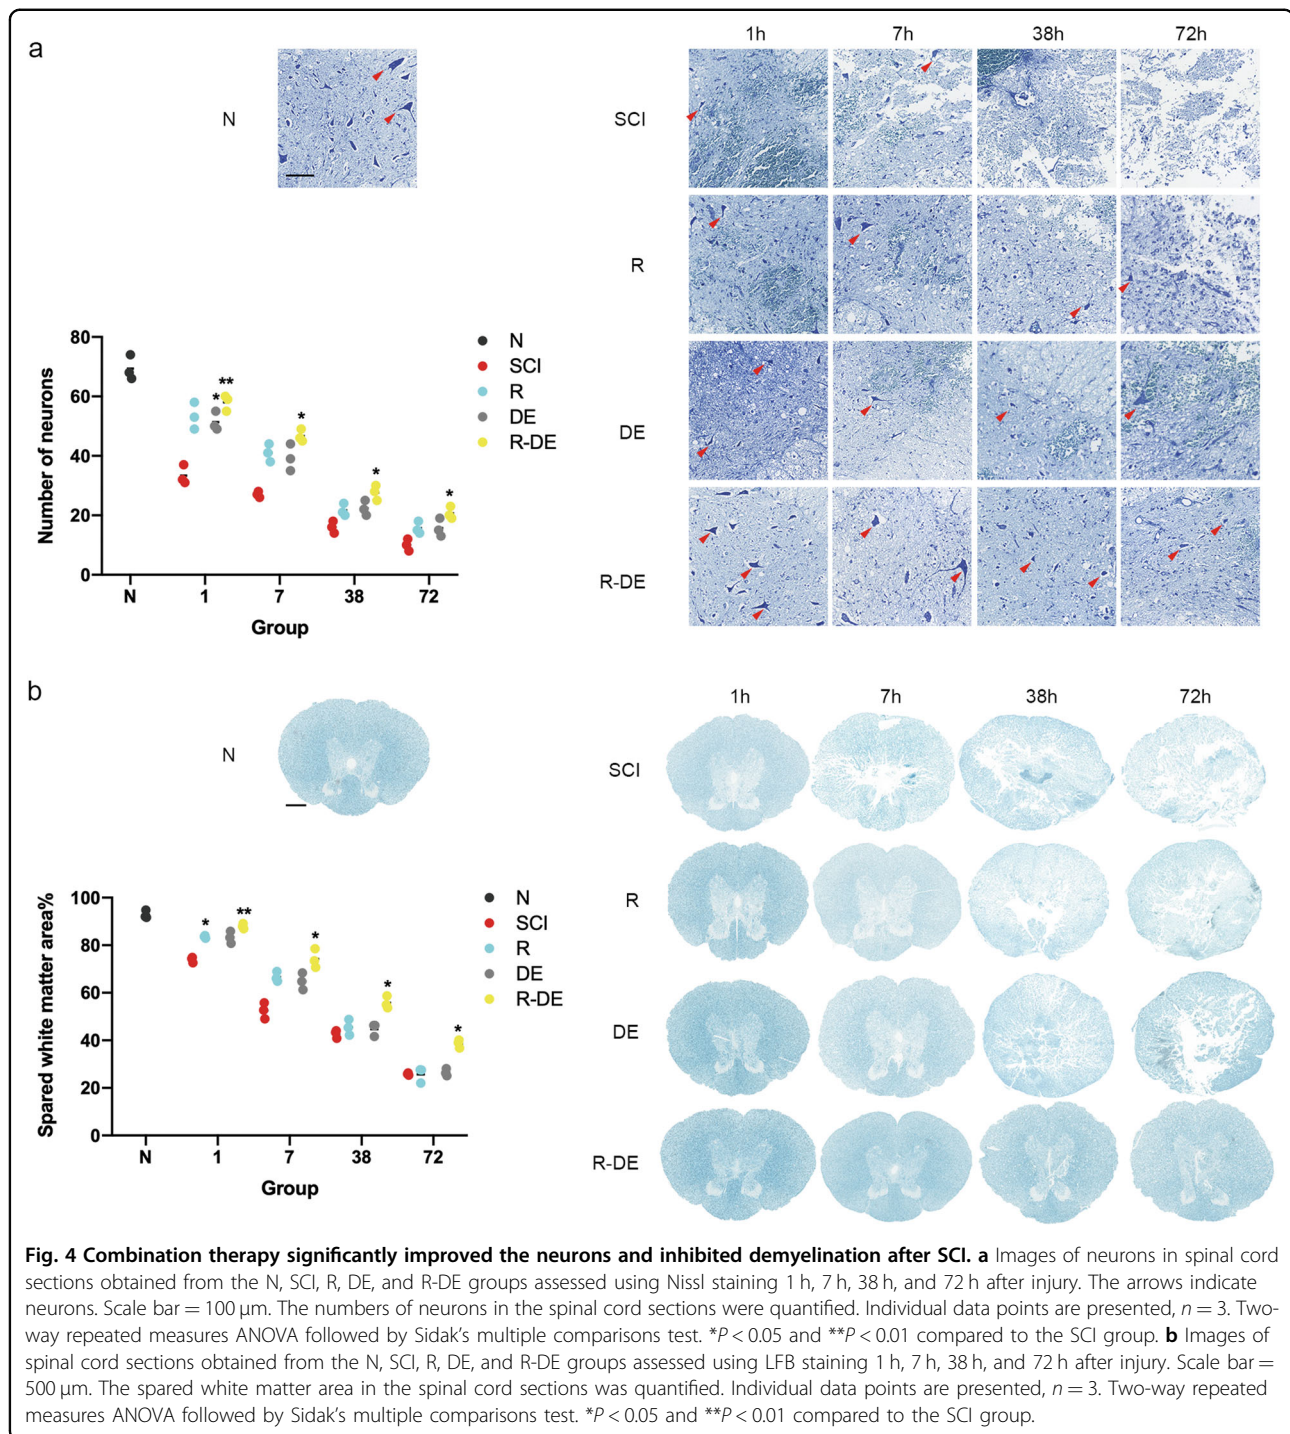 a
1h 7h 38h 72h
N
SCI
R
DE
R-DE
80
60
40
20
0
Number of neurons
N 1 7 38 72
Group
* ** * * *
N
SCI
R
DE
R-DE
b
1h 7h 38h 72h
N
SCI
R
DE
R-DE
100
80
60
40
20
0
Spared white matter area%
N 1 7 38 72
Group
* ** * * *
N
SCI
R
DE
R-DE
Fig. 4 Combination therapy significantly improved the neurons and inhibited demyelination after SCI. a Images of neurons in spinal cord
sections obtained from the N, SCI, R, DE, and R-DE groups assessed using Nissl staining 1 h, 7 h, 38 h, and 72 h after injury. The arrows indicate
neurons. Scale bar = 100 μm. The numbers of neurons in the spinal cord sections were quantified. Individual data points are presented, n = 3. Two-
way repeated measures ANOVA followed by Sidak's multiple comparisons test. *P < 0.05 and **P < 0.01 compared to the SCI group. b Images of
spinal cord sections obtained from the N, SCI, R, DE, and R-DE groups assessed using LFB staining 1 h, 7 h, 38 h, and 72 h after injury. Scale bar =
500 μm. The spared white matter area in the spinal cord sections was quantified. Individual data points are presented, n = 3. Two-way repeated
measures ANOVA followed by Sidak's multiple comparisons test. *P < 0.05 and **P < 0.01 compared to the SCI group.